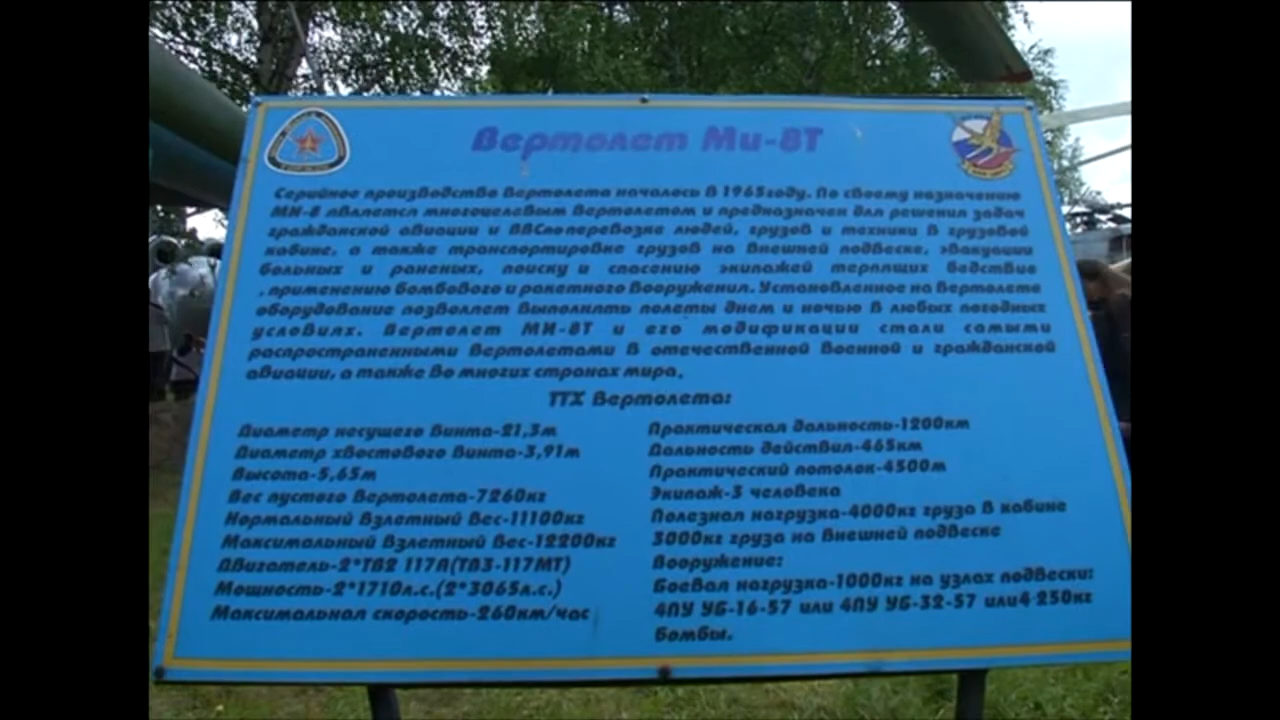 Вертолет Ми-8Т
Серийное производство вертолета началось в 1965году. По своему назначению
МИ-8 является многоцелевым вертолетом и предназначен для решения задач
гражданской авиации и ВВСпо перевозке людей, грузов и техники в грузовой
кабине, а также транспортировке грузов на внешней подвеске, эвакуации
больных и раненых, поиску и спасению экипажей терпящих бедствие
, применению бомбового и ракетного вооружения. Установленное на вертолете
оборудование позволяет выполнять полеты днем и ночью в любых погодных
условиях. Вертолет МИ-8Т и его модификации стали самыми
распространенными вертолетами в отечественной военной и гражданской
авиации, а также во многих странах мира.
ТТХ вертолета:
Диаметр несущего винта-21,3м
Диаметр хвостового винта-3,91м
Высота-5,65м
Вес пустого вертолета-7260кг
Нормальный взлетный вес-11100кг
Максимальный взлетный вес-12200кг
Двигатель-2*ТВ2 117А(ТВ3-117МТ)
Мощность-2*1710л.с.(2*3065л.с.)
Максимальная скорость-260км/час
Практическая дальность-1200км
Дальность действия-465км
Практический потолок-4500м
Экипаж-3 человека
Полезная нагрузка-4000кг груза в кабине
3000кг груза на внешней подвеске
Вооружение:
Боевая нагрузка-1000кг на узлах подвески:
4ПУ УБ-16-57 или 4ПУ УБ-32-57 или4-250кг
бомбы.